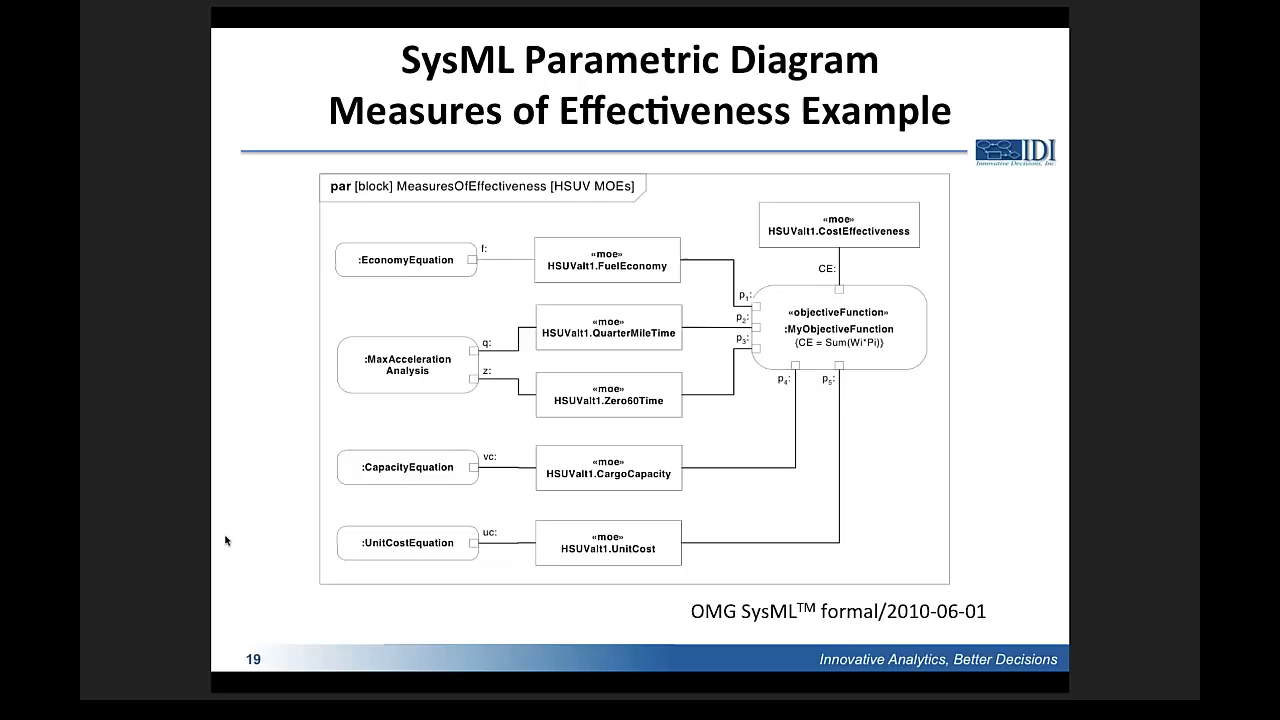 SysML Parametric Diagram
Measures of Effectiveness Example
IDI
Innovative Decisions, Inc.
par [block] MeasuresOfEffectiveness [HSUV MOEs]
«moe»
HSUValt1.CostEffectiveness
CE:
:EconomyEquation
f:
«moe»
HSUValt1.FuelEconomy
p1:
p2:
p3:
«objectiveFunction»
:MyObjectiveFunction
{CE = Sum(Wi*Pi)}
p4:
p5:
:MaxAcceleration
Analysis
q:
z:
«moe»
HSUValt1.QuarterMileTime
«moe»
HSUValt1.Zero60Time
:CapacityEquation
vc:
«moe»
HSUValt1.CargoCapacity
:UnitCostEquation
uc:
«moe»
HSUValt1.UnitCost
OMG SysML™ formal/2010-06-01
19
Innovative Analytics, Better Decisions